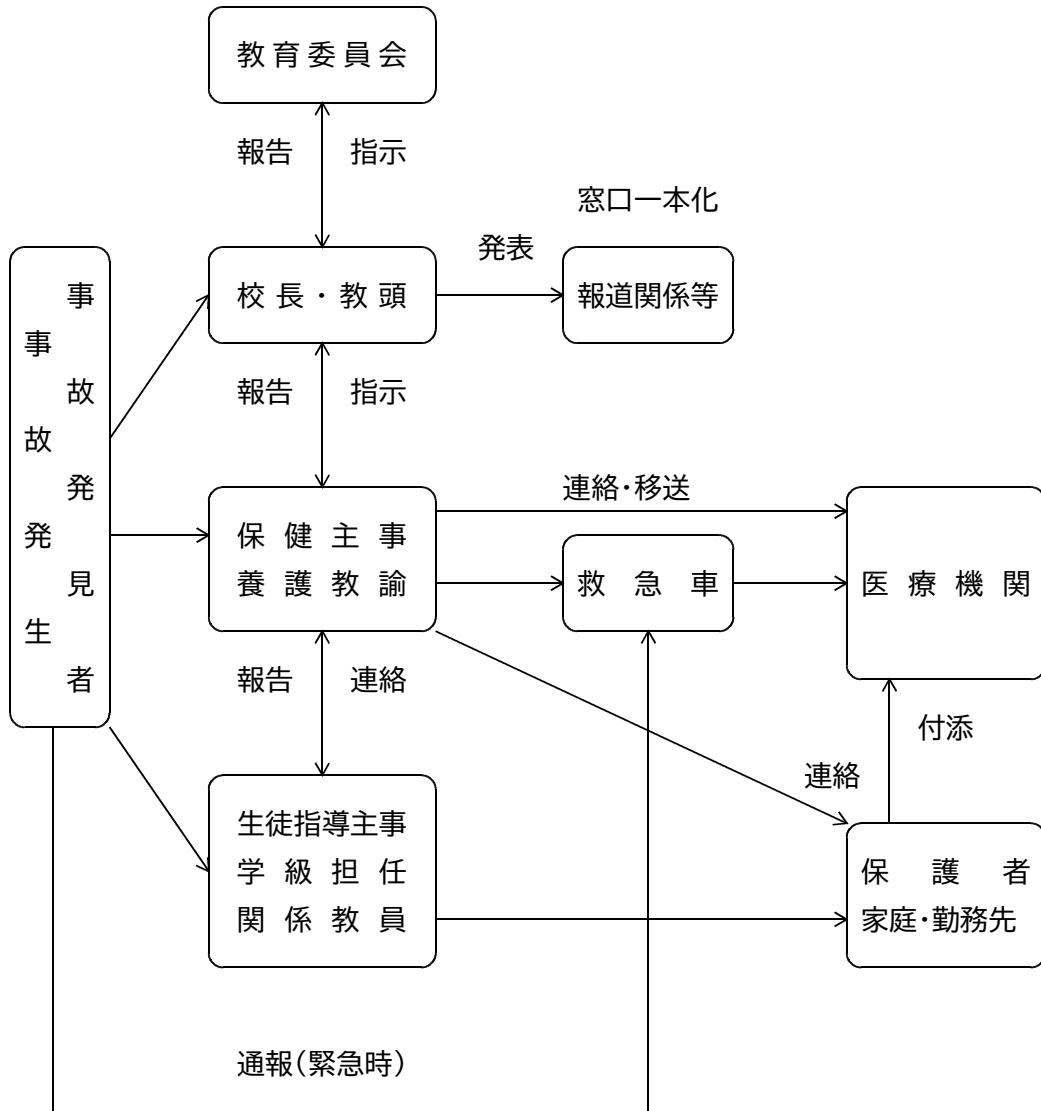 教育委員会
報告 指示
窓口一本化
発表
校長・教頭
報道関係等
事故発見者
事故発生
報告 指示
連絡・移送
保健主事
養護教諭
救急車
医療機関
報告 連絡
付添
連絡
生徒指導主事
学級担任
関係教員
保護者
家庭・勤務先
通報(緊急時)